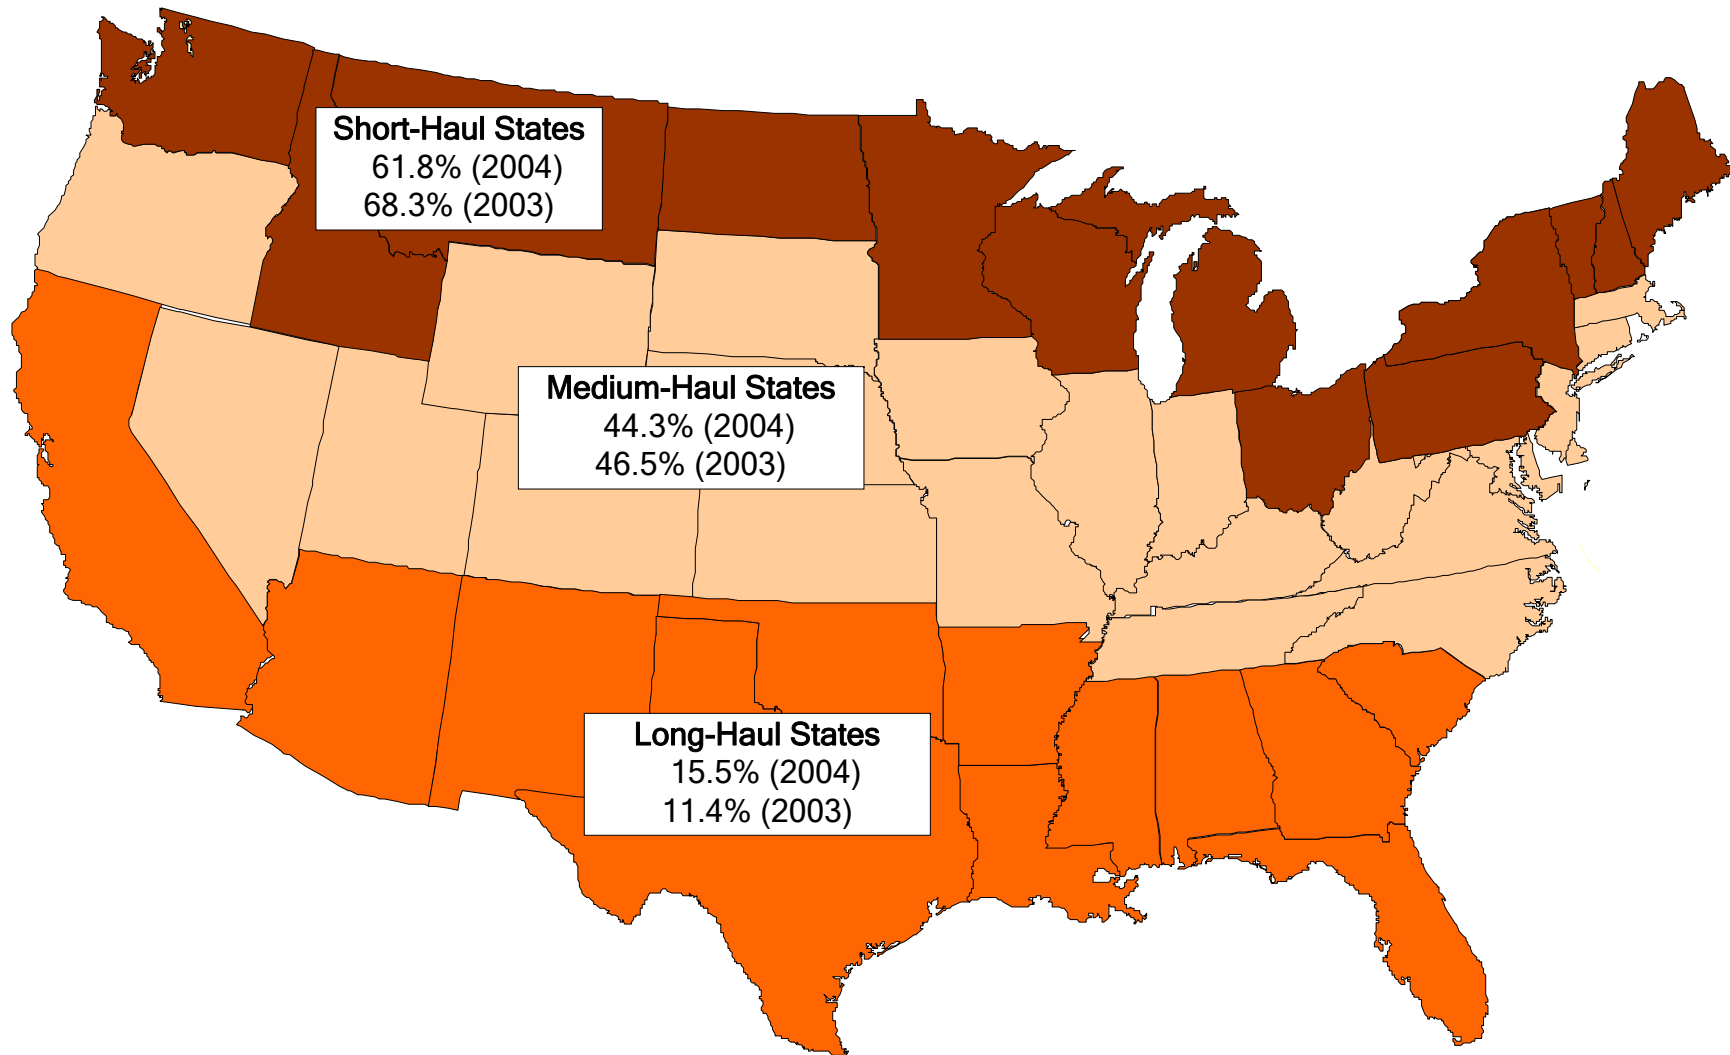 Short-Haul States
61.8% (2004)
68.3% (2003)
Medium-Haul States
44.3% (2004)
46.5% (2003)
Long-Haul States
15.5% (2004)
11.4% (2003)